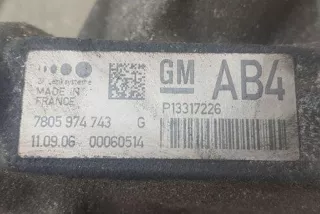 ZF Lenksysteme
MADE IN
FRANCE
GM
AB4
P13317226
7805 974 743 G
11.09.06 00060514